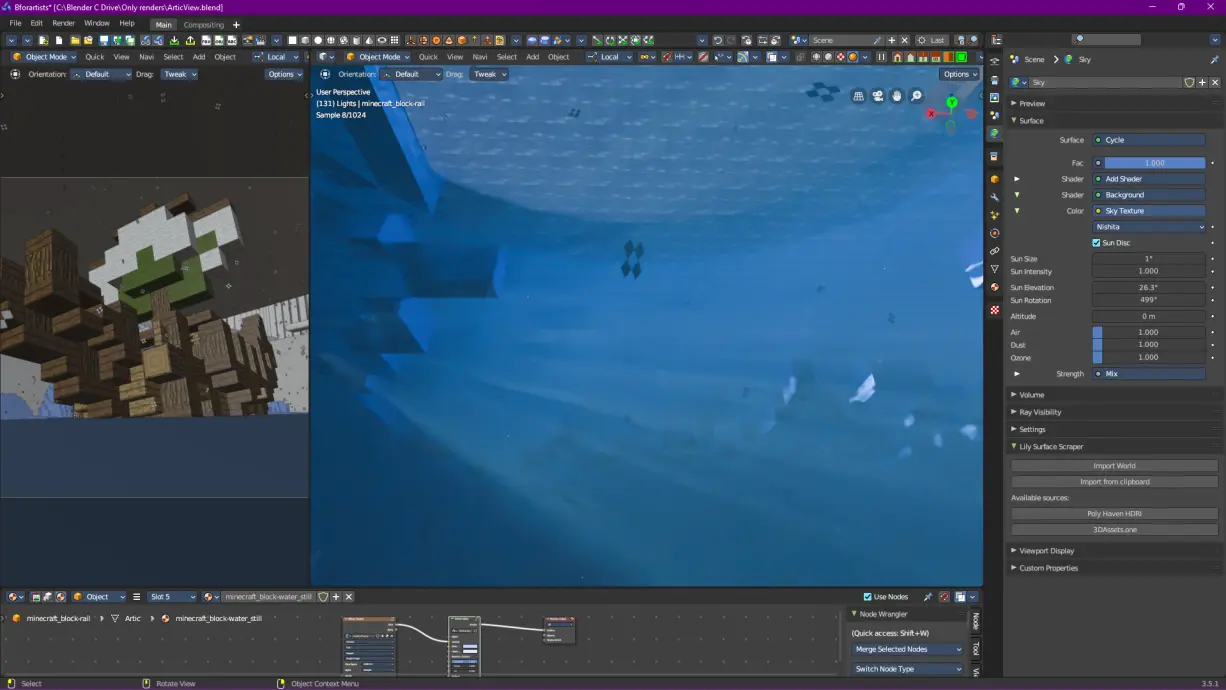 Bforartists* [C:\Blender C Drive\Only renders\ArticView.blend]
File Edit Render Window Help Main Compositing +
Scene Last
Object Mode Quick View Navi Select Add Object Local
Object Mode Quick View Navi Select Add Object Local
Orientation: Default Drag: Tweak Options
Orientation: Default Drag: Tweak Options
User Perspective
(131) Lights | minecraft_block-rail
Sample 8/1024
X
Y
Scene Sky
Sky
Preview
Surface
Surface Cycle
Fac 1.000
Shader Add Shader
Shader Background
Color Sky Texture
Nishita
Sun Disc
Sun Size 1°
Sun Intensity 1.000
Sun Elevation 26.3°
Sun Rotation 499°
Altitude 0 m
Air 1.000
Dust 1.000
Ozone 1.000
Strength Mix
Volume
Ray Visibility
Settings
Lily Surface Scraper
Import World
Import from clipboard
Available sources:
Poly Haven HDRI
3DAssets.one
Viewport Display
Custom Properties
Object Slot 5 minecraft_block-water_still Use Nodes
minecraft_block-rail Artic minecraft_block-water_still
Node Wrangler
(Quick access: Shift+W)
Merge Selected Nodes
Switch Node Type
Node
Tool
Select Rotate View Object Context Menu 3.5.1